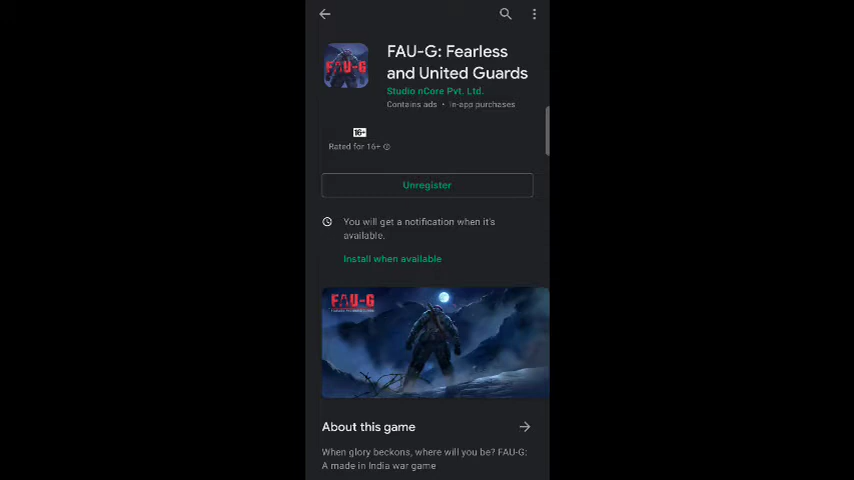 FAU-G: Fearless
and United Guards
FAU-G
Studio nCore Pvt. Ltd.
Contains ads • In-app purchases
16+
Rated for 16+
Unregister
You will get a notification when it's
available.
Install when available
FAU-G
About this game
When glory beckons, where will you be? FAU-G:
A made in India war game